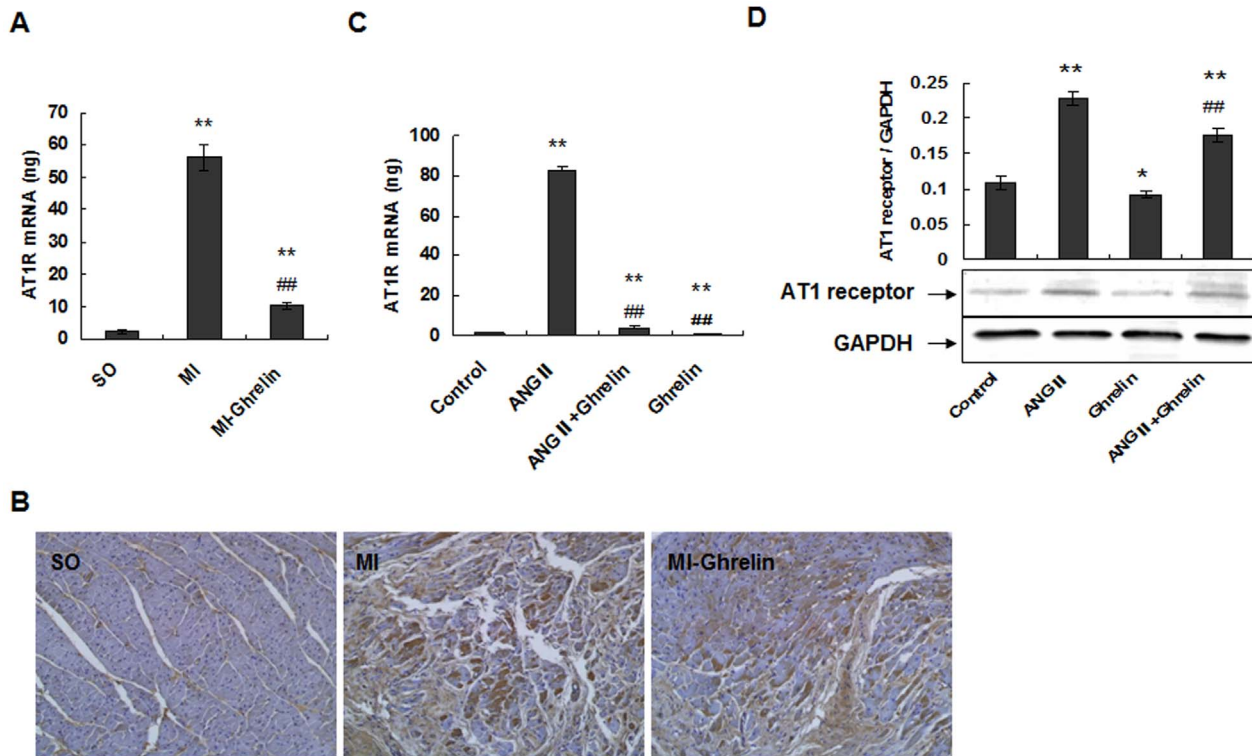 A
AT1R mRNA (ng)
70
60
50
40
30
20
10
0
**
**
##
SO
MI
MI-Ghrelin
C
AT1R mRNA (ng)
100
80
60
40
20
0
**
**
##
**
##
Control
ANG II
ANG II+Ghrelin
Ghrelin
D
AT1 receptor / GAPDH
0.25
0.2
0.15
0.1
0.05
0
**
*
**
##
AT1 receptor
GAPDH
Control
ANG II
Ghrelin
ANG II+Ghrelin
B
SO
MI
MI-Ghrelin